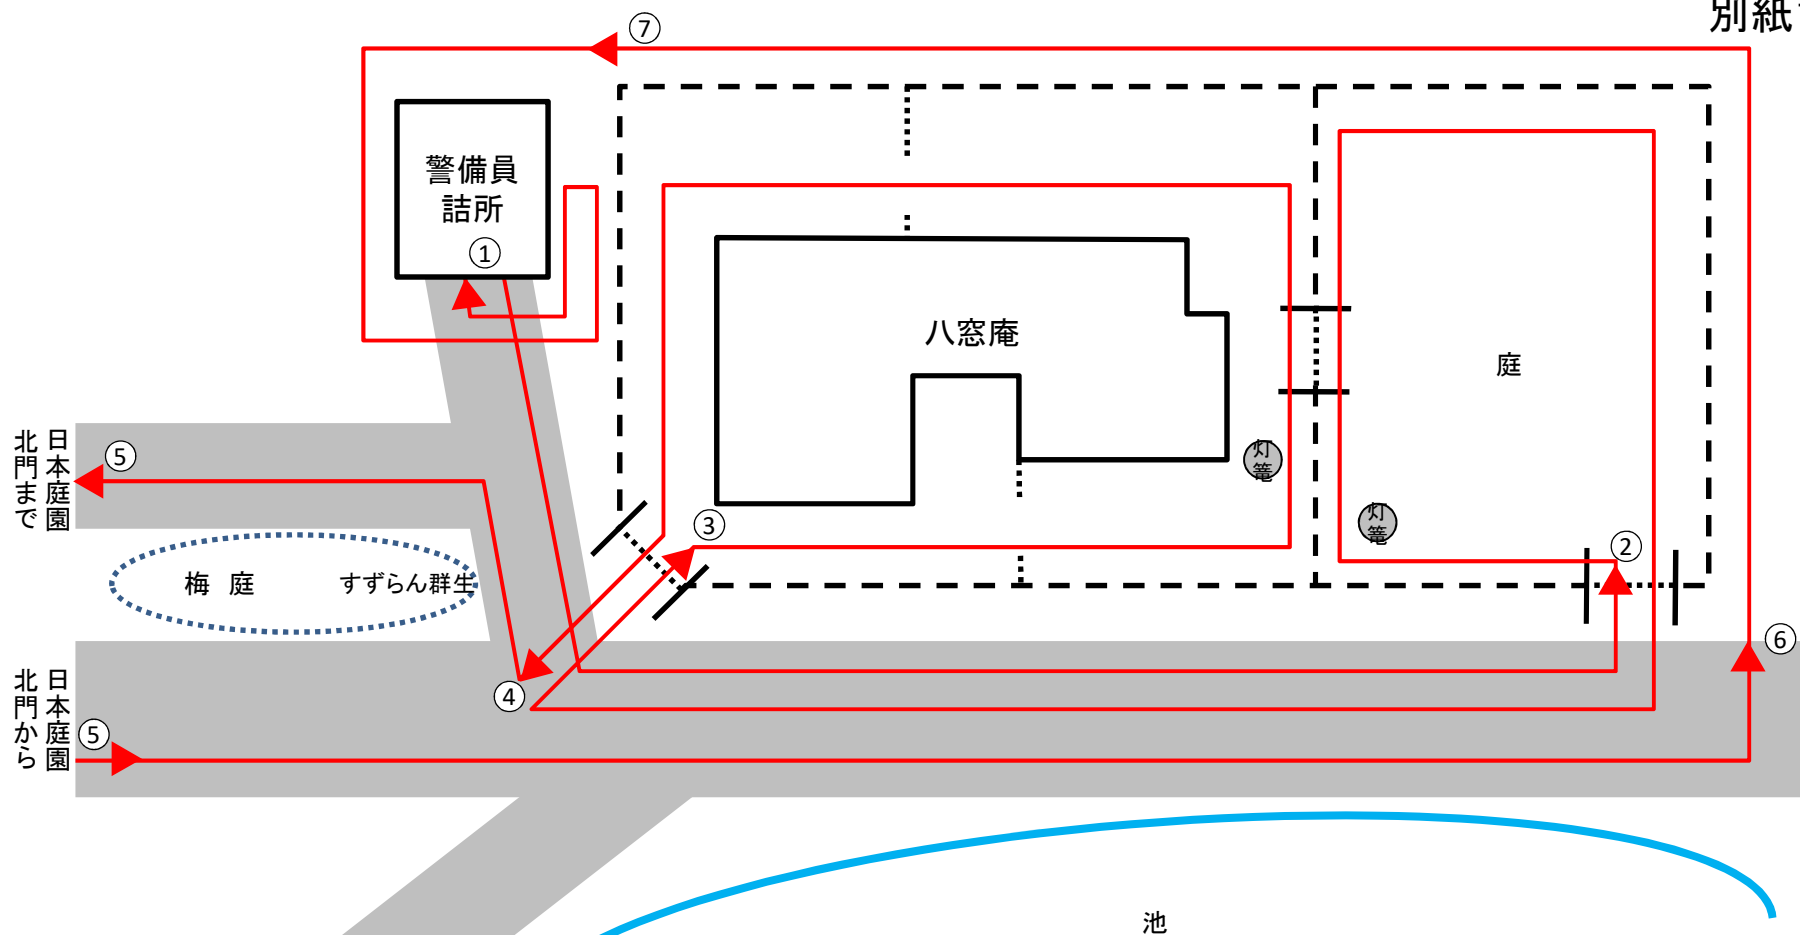 別紙
⑦
警備員
詰所
①
八窓庵
庭
日本庭園
北門まで
⑤
灯
篭
灯
篭
③
②
梅 庭
すずらん群生
⑥
④
日本庭園
北門から
⑤
池